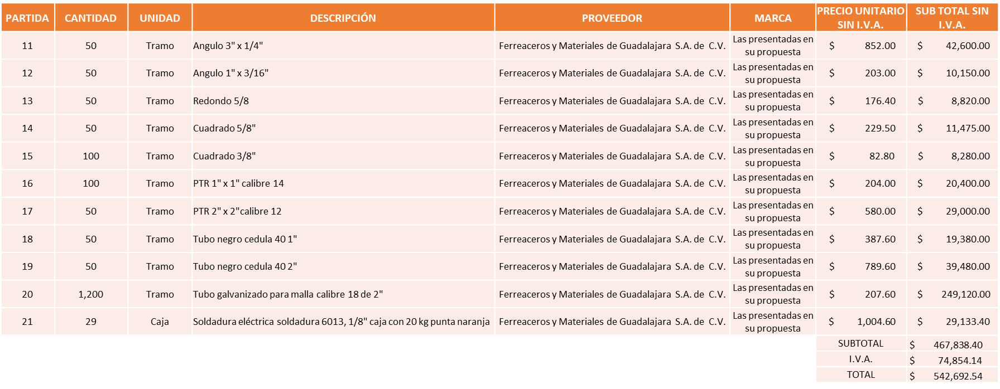 PARTIDA CANTIDAD UNIDAD DESCRIPCIÓN PROVEEDOR MARCA PRECIO UNITARIO SIN I.V.A. SUB TOTAL SIN I.V.A.
11 50 Tramo Angulo 3" x 1/4" Ferreaceros y Materiales de Guadalajara S.A. de C.V. Las presentadas en su propuesta $ 852.00 $ 42,600.00
12 50 Tramo Angulo 1" x 3/16" Ferreaceros y Materiales de Guadalajara S.A. de C.V. Las presentadas en su propuesta $ 203.00 $ 10,150.00
13 50 Tramo Redondo 5/8 Ferreaceros y Materiales de Guadalajara S.A. de C.V. Las presentadas en su propuesta $ 176.40 $ 8,820.00
14 50 Tramo Cuadrado 5/8" Ferreaceros y Materiales de Guadalajara S.A. de C.V. Las presentadas en su propuesta $ 229.50 $ 11,475.00
15 100 Tramo Cuadrado 3/8" Ferreaceros y Materiales de Guadalajara S.A. de C.V. Las presentadas en su propuesta $ 82.80 $ 8,280.00
16 100 Tramo PTR 1" x 1" calibre 14 Ferreaceros y Materiales de Guadalajara S.A. de C.V. Las presentadas en su propuesta $ 204.00 $ 20,400.00
17 50 Tramo PTR 2" x 2"calibre 12 Ferreaceros y Materiales de Guadalajara S.A. de C.V. Las presentadas en su propuesta $ 580.00 $ 29,000.00
18 50 Tramo Tubo negro cedula 40 1" Ferreaceros y Materiales de Guadalajara S.A. de C.V. Las presentadas en su propuesta $ 387.60 $ 19,380.00
19 50 Tramo Tubo negro cedula 40 2" Ferreaceros y Materiales de Guadalajara S.A. de C.V. Las presentadas en su propuesta $ 789.60 $ 39,480.00
20 1,200 Tramo Tubo galvanizado para malla calibre 18 de 2" Ferreaceros y Materiales de Guadalajara S.A. de C.V. Las presentadas en su propuesta $ 207.60 $ 249,120.00
21 29 Caja Soldadura eléctrica soldadura 6013, 1/8" caja con 20 kg punta naranja Ferreaceros y Materiales de Guadalajara S.A. de C.V. Las presentadas en su propuesta $ 1,004.60 $ 29,133.40
SUBTOTAL $ 467,838.40
I.V.A. $ 74,854.14
TOTAL $ 542,692.54